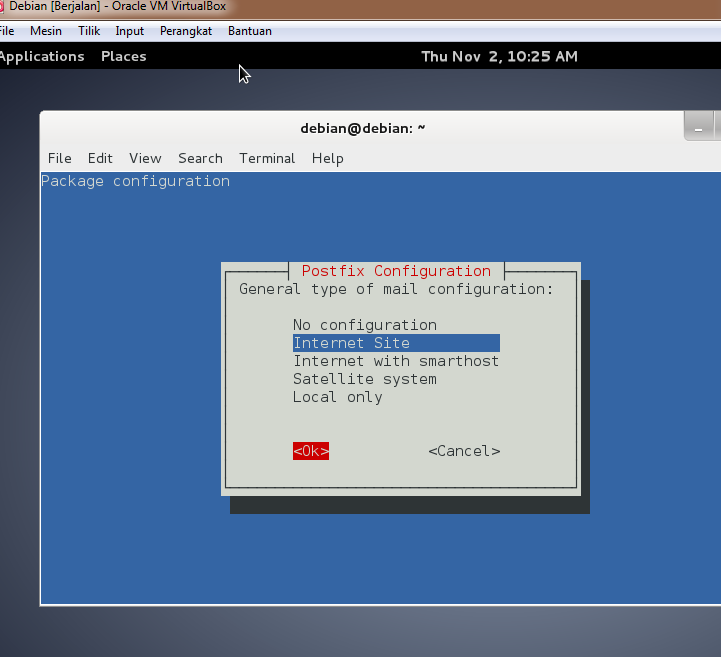 Debian [Berjalan] - Oracle VM VirtualBox
File Mesin Tilik Input Perangkat Bantuan
Applications Places Thu Nov 2, 10:25 AM
debian@debian: ~
File Edit View Search Terminal Help
Package configuration
Postfix Configuration
General type of mail configuration:
No configuration
Internet Site
Internet with smarthost
Satellite system
Local only
<Ok> <Cancel>